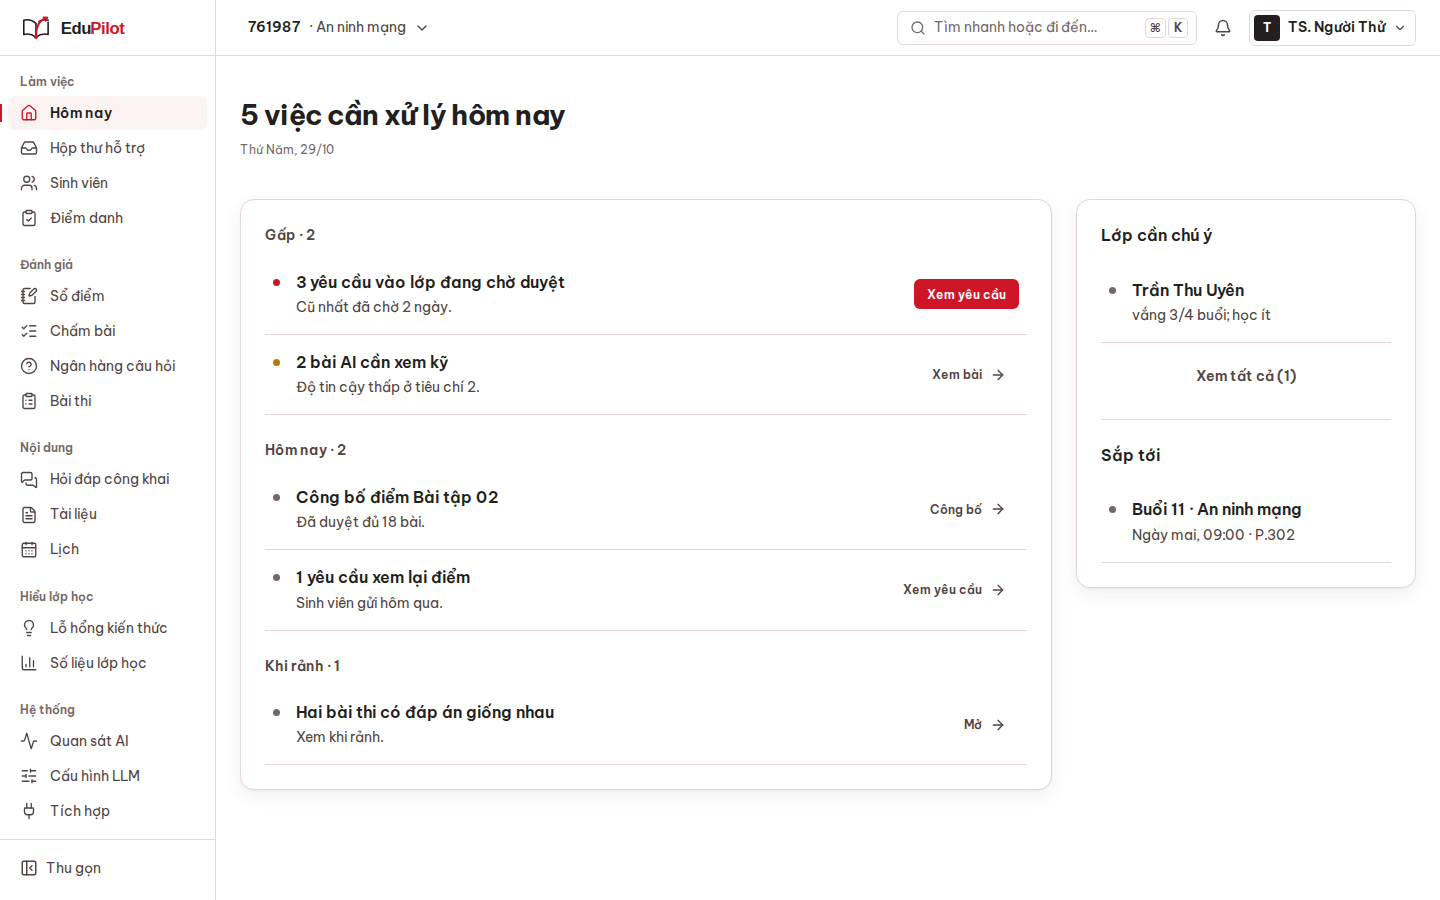 EduPilot
761987 · An ninh mạng
Tìm nhanh hoặc đi đến... ⌘ K
T TS. Người Thử
Làm việc
Hôm nay
Hộp thư hỗ trợ
Sinh viên
Điểm danh
Đánh giá
Sổ điểm
Chấm bài
Ngân hàng câu hỏi
Bài thi
Nội dung
Hỏi đáp công khai
Tài liệu
Lịch
Hiểu lớp học
Lỗ hổng kiến thức
Số liệu lớp học
Hệ thống
Quan sát AI
Cấu hình LLM
Tích hợp
Thu gọn
5 việc cần xử lý hôm nay
Thứ Năm, 29/10
Gấp · 2
3 yêu cầu vào lớp đang chờ duyệt
Cũ nhất đã chờ 2 ngày.
Xem yêu cầu
2 bài AI cần xem kỹ
Độ tin cậy thấp ở tiêu chí 2.
Xem bài
Hôm nay · 2
Công bố điểm Bài tập 02
Đã duyệt đủ 18 bài.
Công bố
1 yêu cầu xem lại điểm
Sinh viên gửi hôm qua.
Xem yêu cầu
Khi rảnh · 1
Hai bài thi có đáp án giống nhau
Xem khi rảnh.
Mở
Lớp cần chú ý
Trần Thu Uyên
vắng 3/4 buổi; học ít
Xem tất cả (1)
Sắp tới
Buổi 11 · An ninh mạng
Ngày mai, 09:00 · P.302